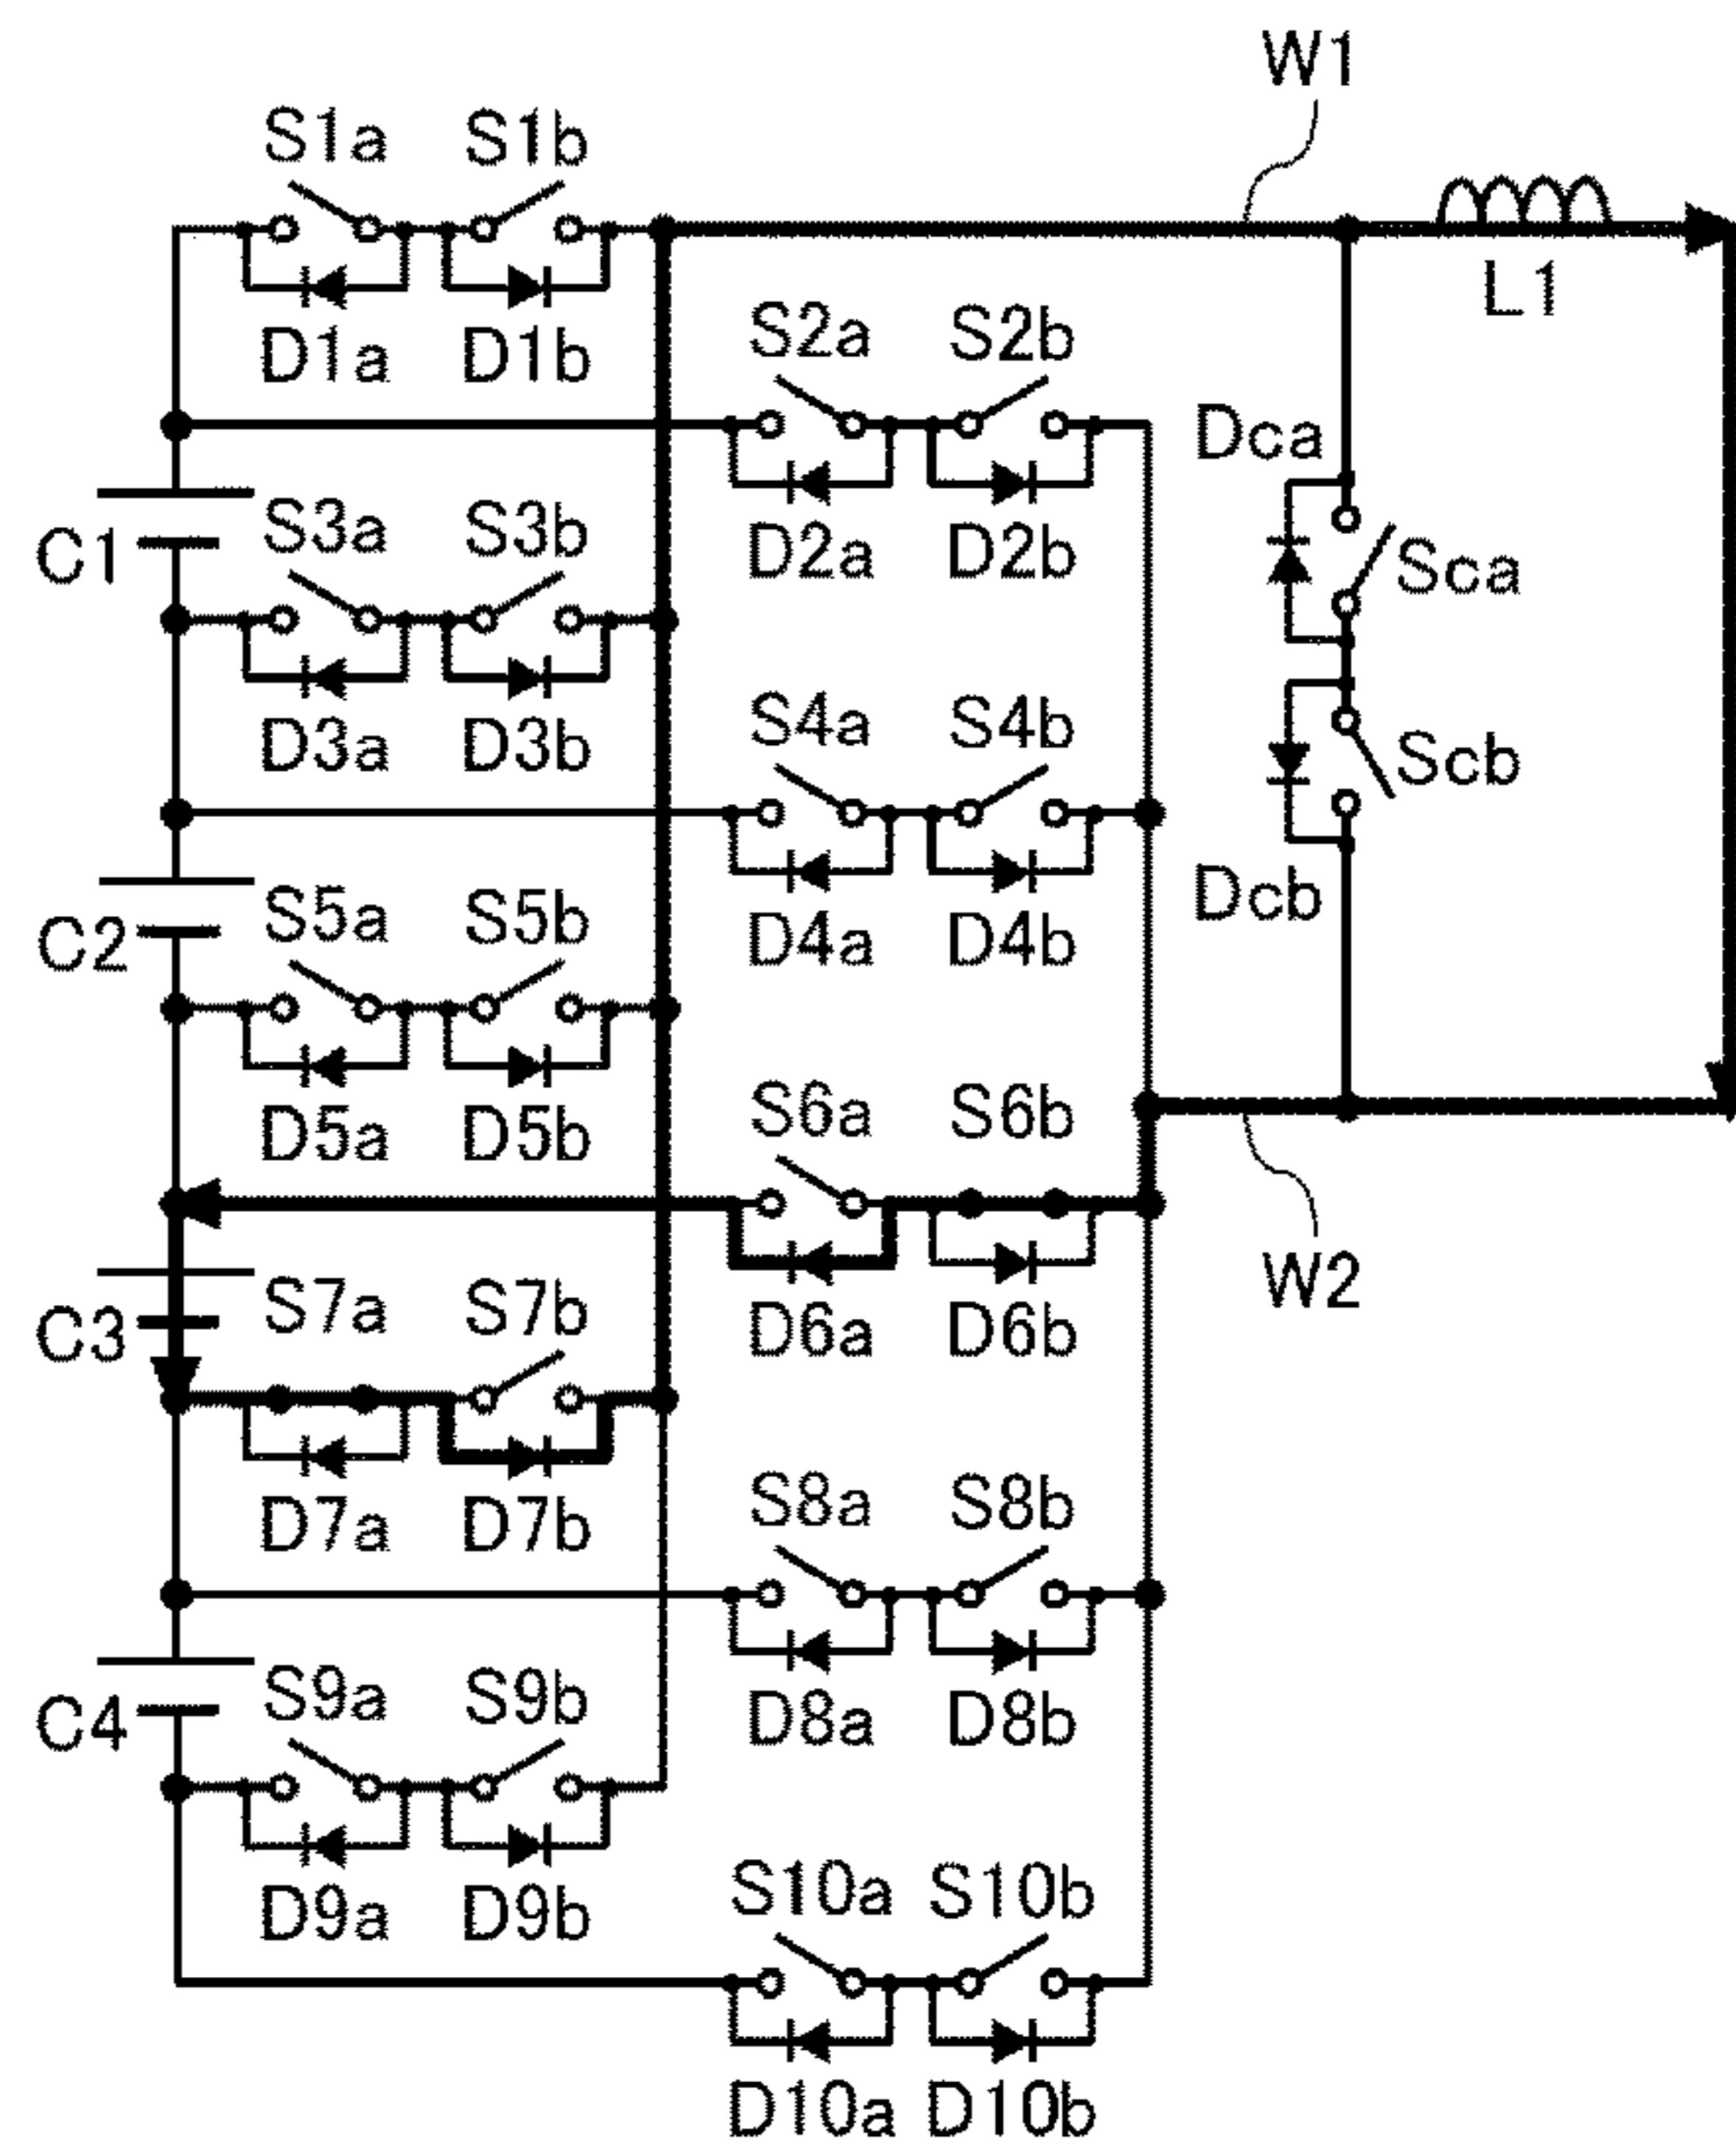 W1
S1a S1b
L1
D1a D1b
S2a S2b
Dca
C1
S3a S3b
D2a D2b
Sca
D3a D3b
S4a S4b
Scb
C2
S5a S5b
D4a D4b
Dcb
D5a D5b
S6a S6b
W2
C3
S7a S7b
D6a D6b
D7a D7b
S8a S8b
C4
S9a S9b
D8a D8b
D9a D9b
S10a S10b
D10a D10b